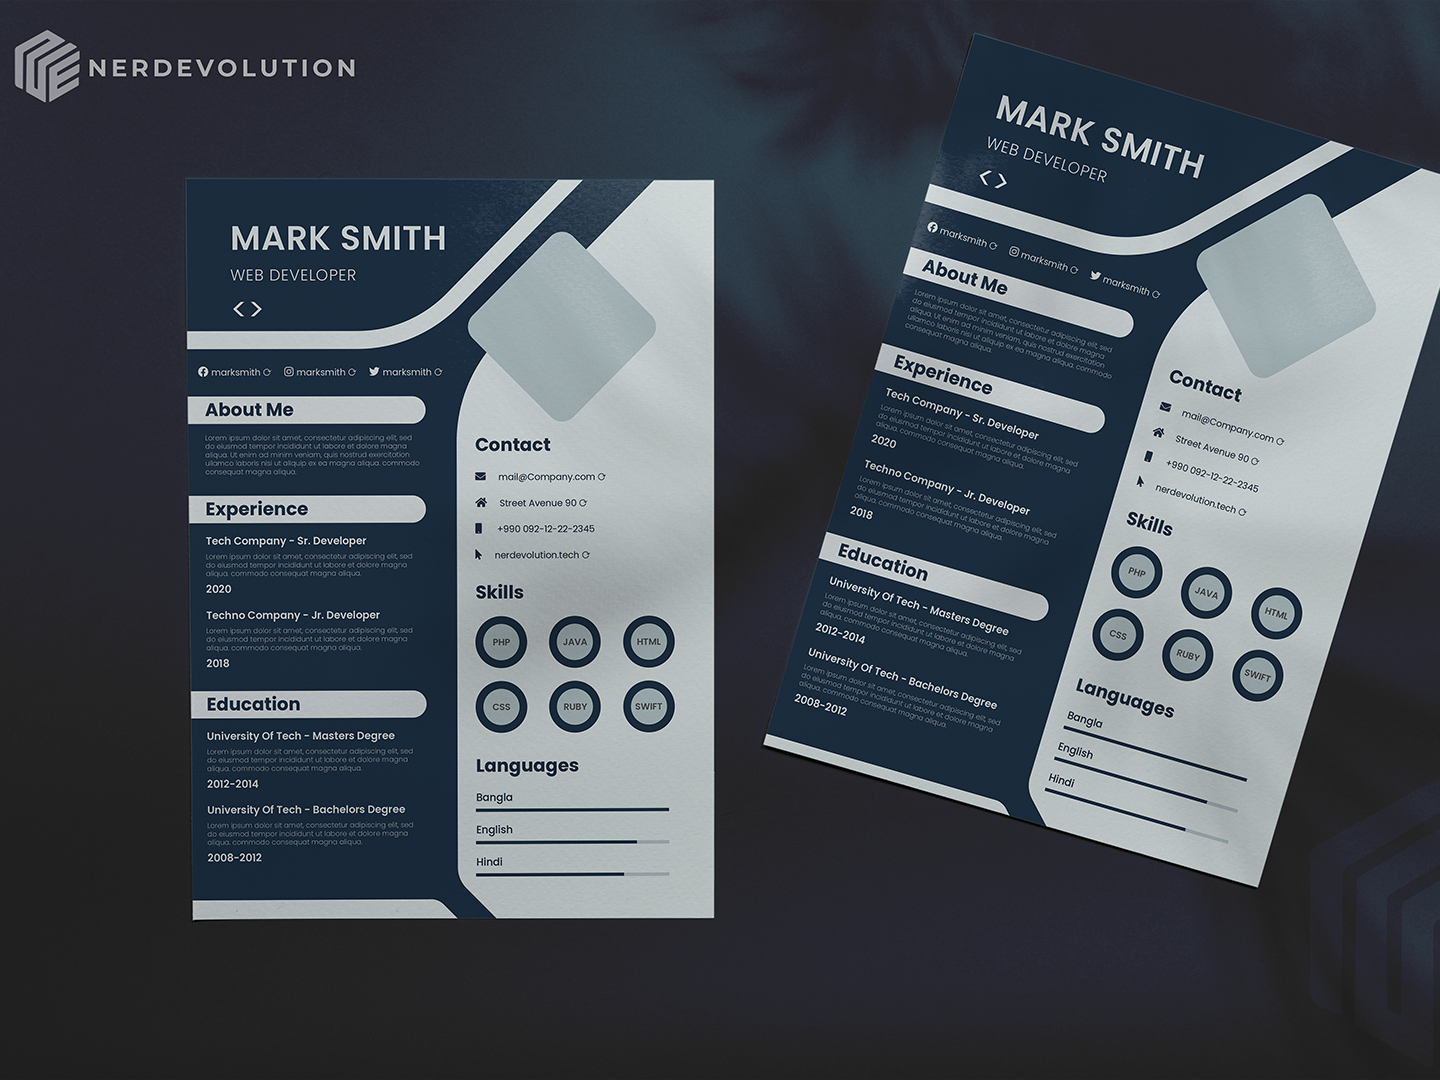 NERDEVOLUTION
MARK SMITH
WEB DEVELOPER
< >
marksmith marksmith marksmith
About Me
Lorem ipsum dolor sit amet, consectetur adipiscing elit, sed
do eiusmod tempor incididunt ut labore et dolore magna
aliqua. Ut enim ad minim veniam, quis nostrud exercitation
ullamco laboris nisi ut aliquip ex ea magna aliqua. commodo
consequat magna aliqua.
Experience
Tech Company - Sr. Developer
Lorem ipsum dolor sit amet, consectetur adipiscing elit, sed
do eiusmod tempor incididunt ut labore et dolore magna
aliqua. commodo consequat magna aliqua.
2020
Techno Company - Jr. Developer
Lorem ipsum dolor sit amet, consectetur adipiscing elit, sed
do eiusmod tempor incididunt ut labore et dolore magna
aliqua. commodo consequat magna aliqua.
2018
Education
University Of Tech - Masters Degree
Lorem ipsum dolor sit amet, consectetur adipiscing elit, sed
do eiusmod tempor incididunt ut labore et dolore magna
aliqua. commodo consequat magna aliqua.
2012-2014
University Of Tech - Bachelors Degree
Lorem ipsum dolor sit amet, consectetur adipiscing elit, sed
do eiusmod tempor incididunt ut labore et dolore magna
aliqua. commodo consequat magna aliqua.
2008-2012
Contact
mail@Company.com
Street Avenue 90
+990 092-12-22-2345
nerdevolution.tech
Skills
PHP JAVA HTML
CSS RUBY SWIFT
Languages
Bangla
English
Hindi
MARK SMITH
WEB DEVELOPER
< >
marksmith marksmith marksmith
About Me
Lorem ipsum dolor sit amet, consectetur adipiscing elit, sed
do eiusmod tempor incididunt ut labore et dolore magna
aliqua. Ut enim ad minim veniam, quis nostrud exercitation
ullamco laboris nisi ut aliquip ex ea magna aliqua. commodo
consequat magna aliqua.
Experience
Tech Company - Sr. Developer
Lorem ipsum dolor sit amet, consectetur adipiscing elit, sed
do eiusmod tempor incididunt ut labore et dolore magna
aliqua. commodo consequat magna aliqua.
2020
Techno Company - Jr. Developer
Lorem ipsum dolor sit amet, consectetur adipiscing elit, sed
do eiusmod tempor incididunt ut labore et dolore magna
aliqua. commodo consequat magna aliqua.
2018
Education
University Of Tech - Masters Degree
Lorem ipsum dolor sit amet, consectetur adipiscing elit, sed
do eiusmod tempor incididunt ut labore et dolore magna
aliqua. commodo consequat magna aliqua.
2012-2014
University Of Tech - Bachelors Degree
Lorem ipsum dolor sit amet, consectetur adipiscing elit, sed
do eiusmod tempor incididunt ut labore et dolore magna
aliqua. commodo consequat magna aliqua.
2008-2012
Contact
mail@Company.com
Street Avenue 90
+990 092-12-22-2345
nerdevolution.tech
Skills
PHP JAVA HTML
CSS RUBY SWIFT
Languages
Bangla
English
Hindi